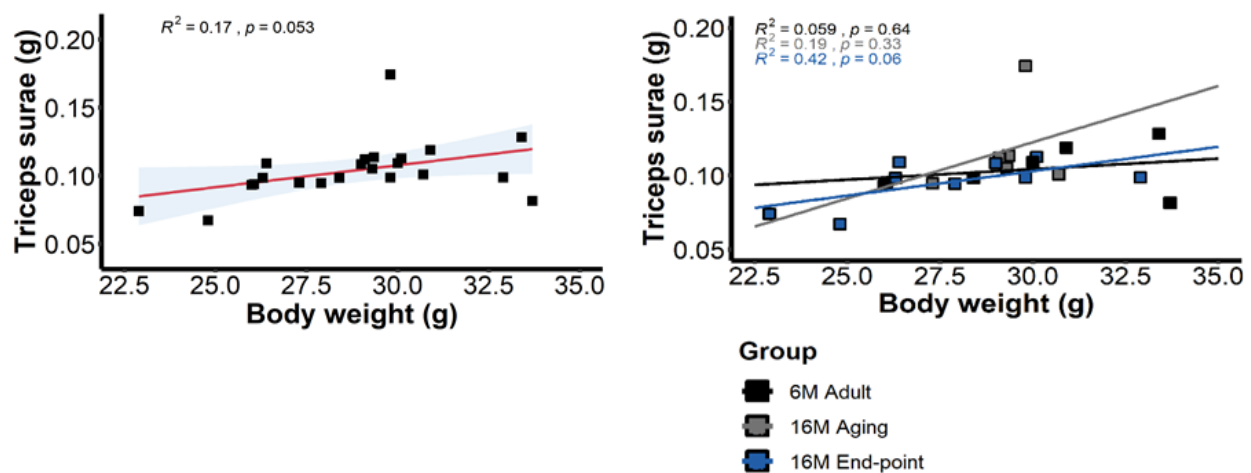 R² = 0.17 , p = 0.053
Triceps surae (g)
0.20
0.15
0.10
0.05
22.5 25.0 27.5 30.0 32.5 35.0
Body weight (g)
R² = 0.059 , p = 0.64
R² = 0.19 , p = 0.33
R² = 0.42 , p = 0.06
Triceps surae (g)
0.20
0.15
0.10
0.05
22.5 25.0 27.5 30.0 32.5 35.0
Body weight (g)
Group
6M Adult
16M Aging
16M End-point